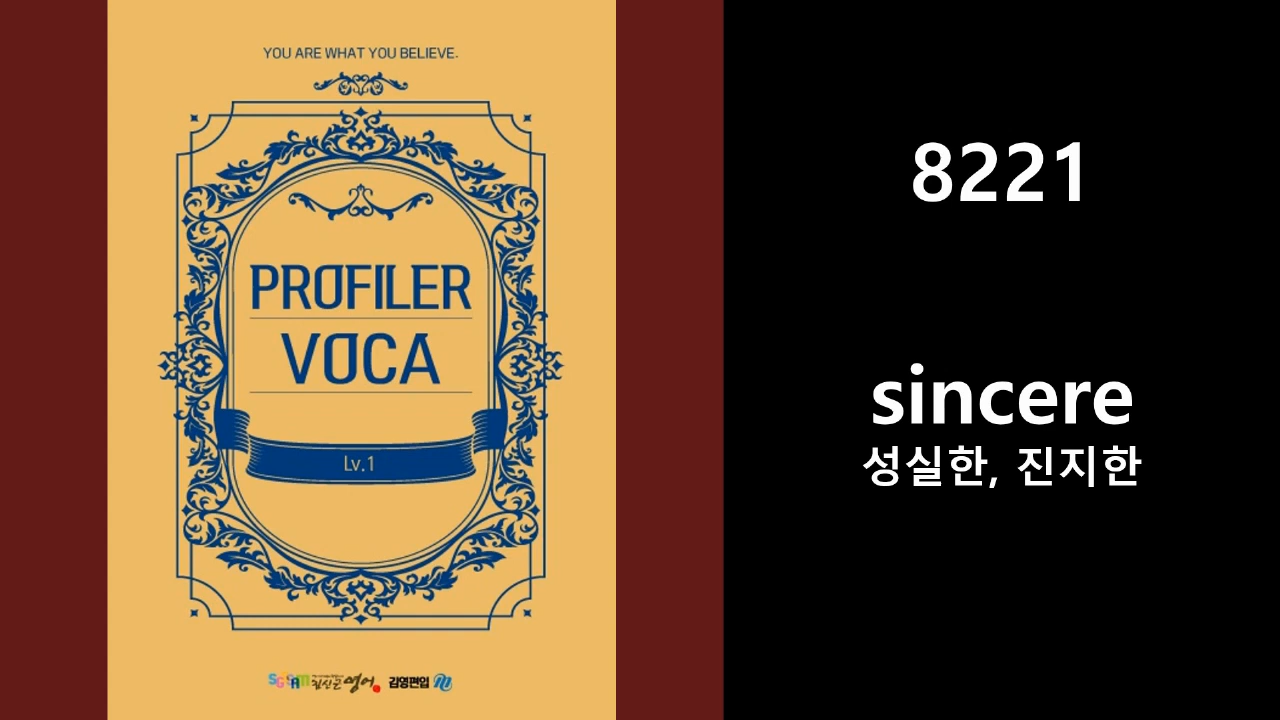 YOU ARE WHAT YOU BELIEVE.
PROFILER
VOCA
Lv.1
김영편입
8221
sincere
성실한, 진지한